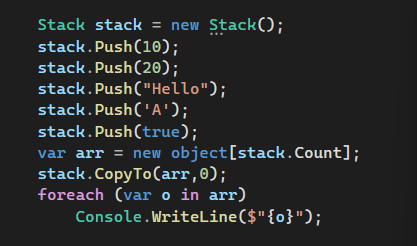 Stack stack = new Stack();
stack.Push(10);
stack.Push(20);
stack.Push("Hello");
stack.Push('A');
stack.Push(true);
var arr = new object[stack.Count];
stack.CopyTo(arr,0);
foreach (var o in arr)
    Console.WriteLine($"{o}");